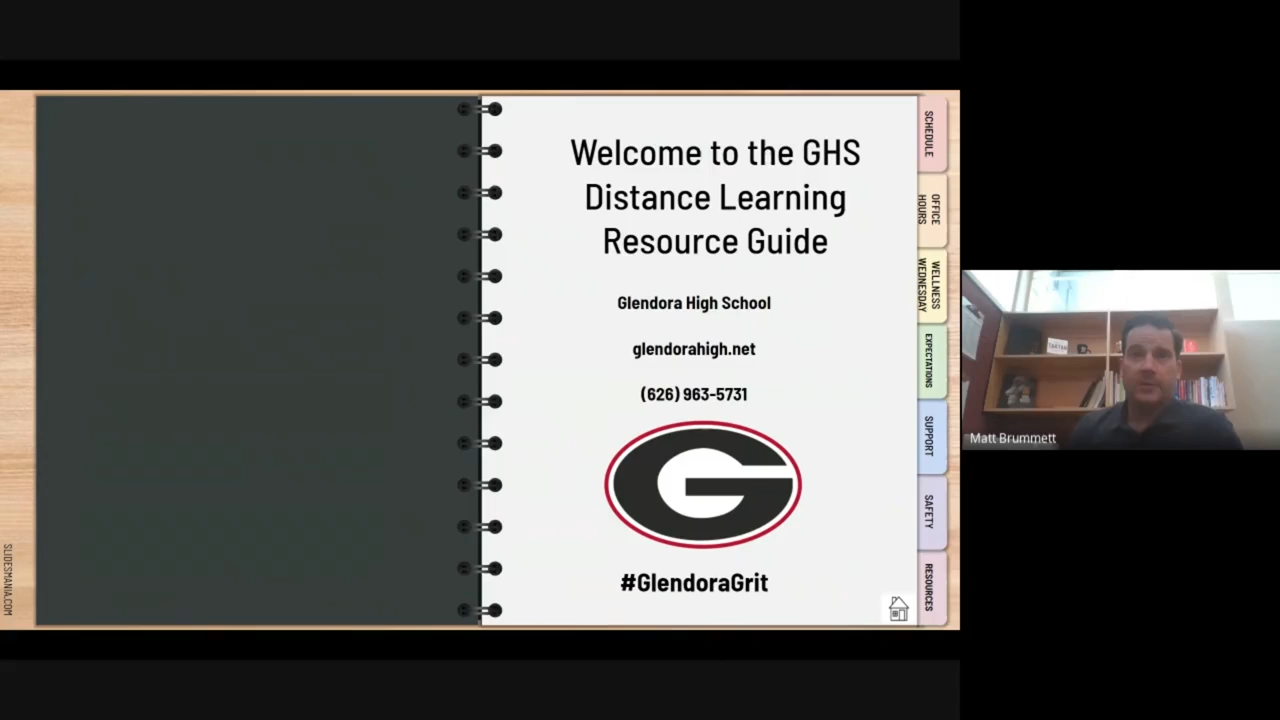 Welcome to the GHS
Distance Learning
Resource Guide
Glendora High School
glendorahigh.net
(626) 963-5731
G
#GlendoraGrit
SCHEDULE
OFFICE
HOURS
WELLNESS
WEDNESDAY
EXPECTATIONS
SUPPORT
SAFETY
RESOURCES
SLIDESMANIA.COM
Matt Brummett